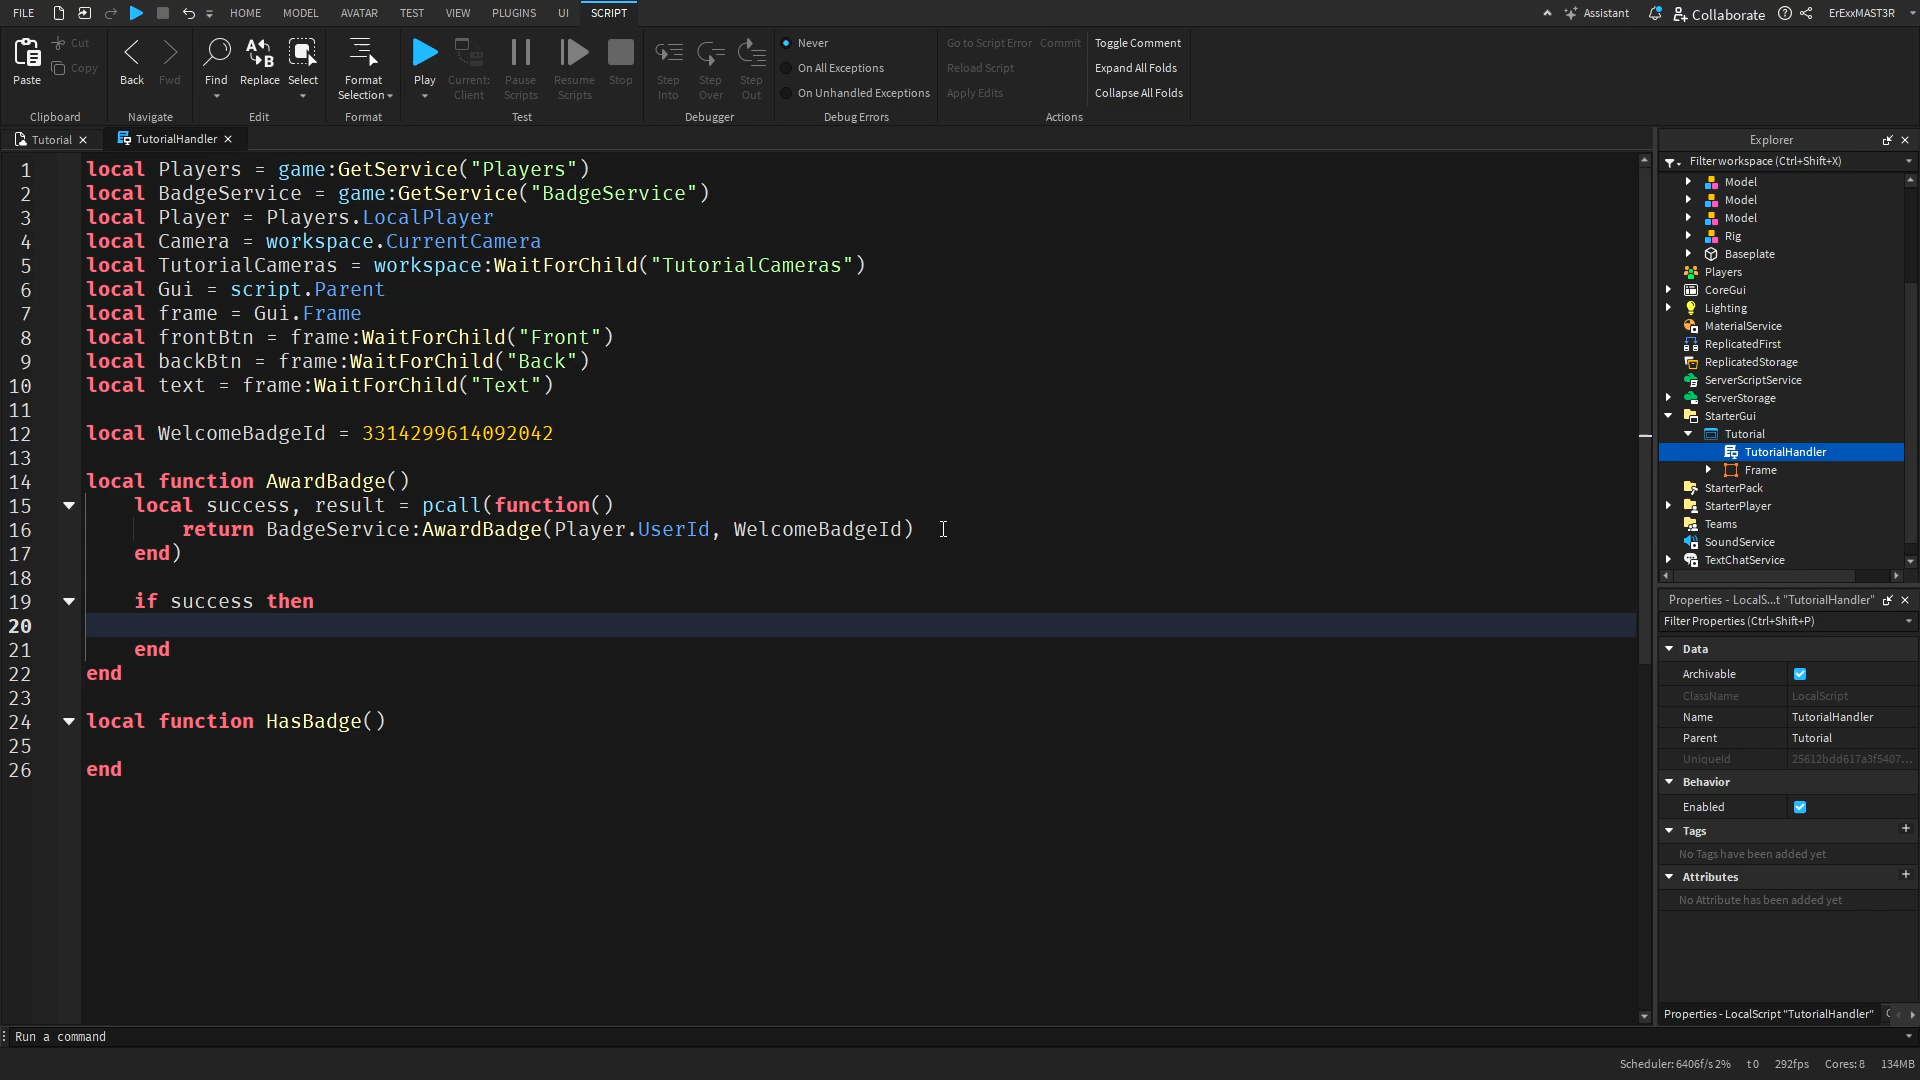 FILE HOME MODEL AVATAR TEST VIEW PLUGINS UI SCRIPT Assistant Collaborate ErExxMAST3R
Paste Cut Copy Back Fwd Find Replace Select Format Selection Play Current: Client Pause Scripts Resume Scripts Stop Step Into Step Over Step Out
Never
On All Exceptions
On Unhandled Exceptions
Go to Script Error Commit
Reload Script
Apply Edits
Toggle Comment
Expand All Folds
Collapse All Folds
Clipboard Navigate Edit Format Test Debugger Debug Errors Actions
Tutorial TutorialHandler
1 local Players = game:GetService("Players")
2 local BadgeService = game:GetService("BadgeService")
3 local Player = Players.LocalPlayer
4 local Camera = workspace.CurrentCamera
5 local TutorialCameras = workspace:WaitForChild("TutorialCameras")
6 local Gui = script.Parent
7 local frame = Gui.Frame
8 local frontBtn = frame:WaitForChild("Front")
9 local backBtn = frame:WaitForChild("Back")
10 local text = frame:WaitForChild("Text")
11
12 local WelcomeBadgeId = 3314299614092042
13
14 local function AwardBadge()
15 local success, result = pcall(function()
16 return BadgeService:AwardBadge(Player.UserId, WelcomeBadgeId)
17 end)
18
19 if success then
20
21 end
22 end
23
24 local function HasBadge()
25
26 end
Explorer
Filter workspace (Ctrl+Shift+X)
Model
Model
Model
Rig
Baseplate
Players
CoreGui
Lighting
MaterialService
ReplicatedFirst
ReplicatedStorage
ServerScriptService
ServerStorage
StarterGui
Tutorial
TutorialHandler
Frame
StarterPack
StarterPlayer
Teams
SoundService
TextChatService
Properties - LocalS...t "TutorialHandler"
Filter Properties (Ctrl+Shift+P)
Data
Archivable
ClassName LocalScript
Name TutorialHandler
Parent Tutorial
UniqueId 25612bdd617a3f5407...
Behavior
Enabled
Tags
No Tags have been added yet
Attributes
No Attribute has been added yet
Properties - LocalScript "TutorialHandler"
Run a command
Scheduler: 6406f/s 2% t 0 292fps Cores: 8 134MB